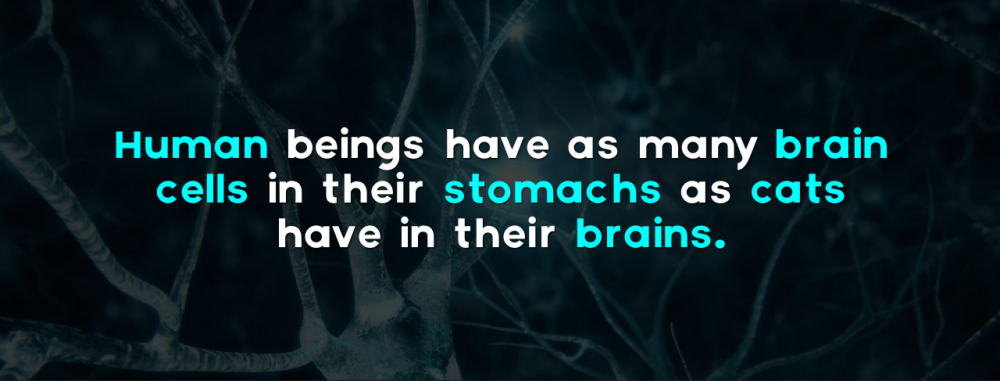 Human beings have as many brain
cells in their stomachs as cats
have in their brains.